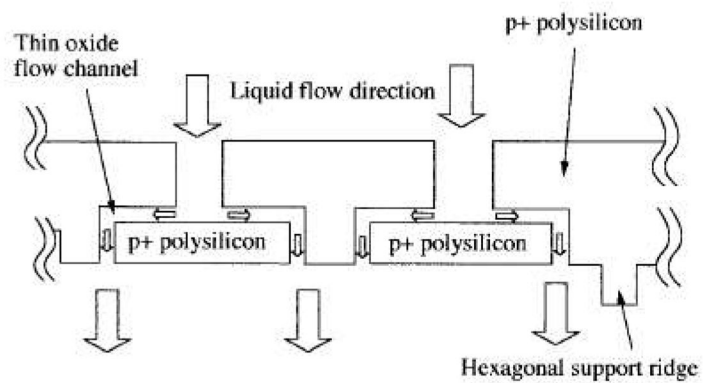 p+ polysilicon
Thin oxide
flow channel
Liquid flow direction
p+ polysilicon
p+ polysilicon
Hexagonal support ridge